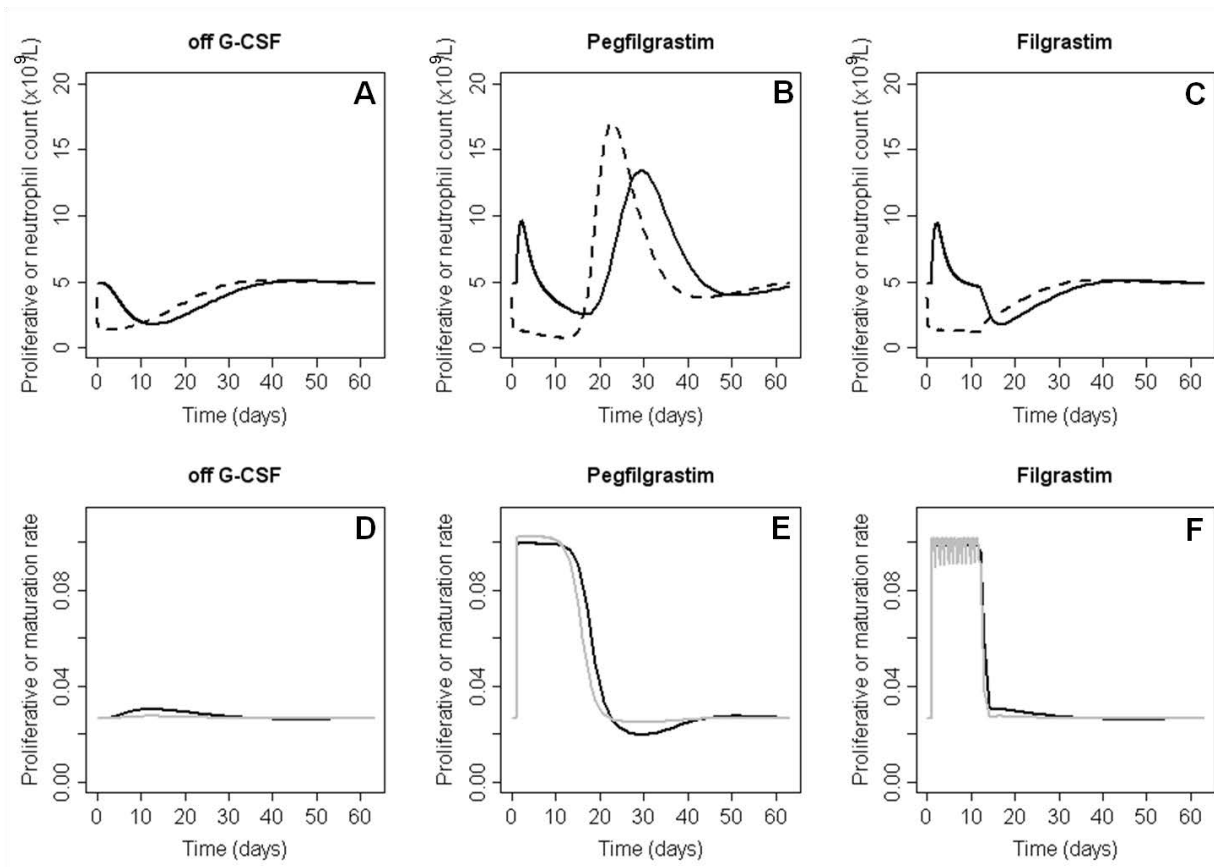 off G-CSF
Pegfilgrastim
Filgrastim
Proliferative or neutrophil count (x10^9/L)
20
15
10
5
0
A
0 10 20 30 40 50 60
Time (days)
Proliferative or neutrophil count (x10^9/L)
20
15
10
5
0
B
0 10 20 30 40 50 60
Time (days)
Proliferative or neutrophil count (x10^9/L)
20
15
10
5
0
C
0 10 20 30 40 50 60
Time (days)
off G-CSF
Pegfilgrastim
Filgrastim
Proliferative or maturation rate
0.08
0.04
0.00
D
0 10 20 30 40 50 60
Time (days)
Proliferative or maturation rate
0.08
0.04
0.00
E
0 10 20 30 40 50 60
Time (days)
Proliferative or maturation rate
0.08
0.04
0.00
F
0 10 20 30 40 50 60
Time (days)